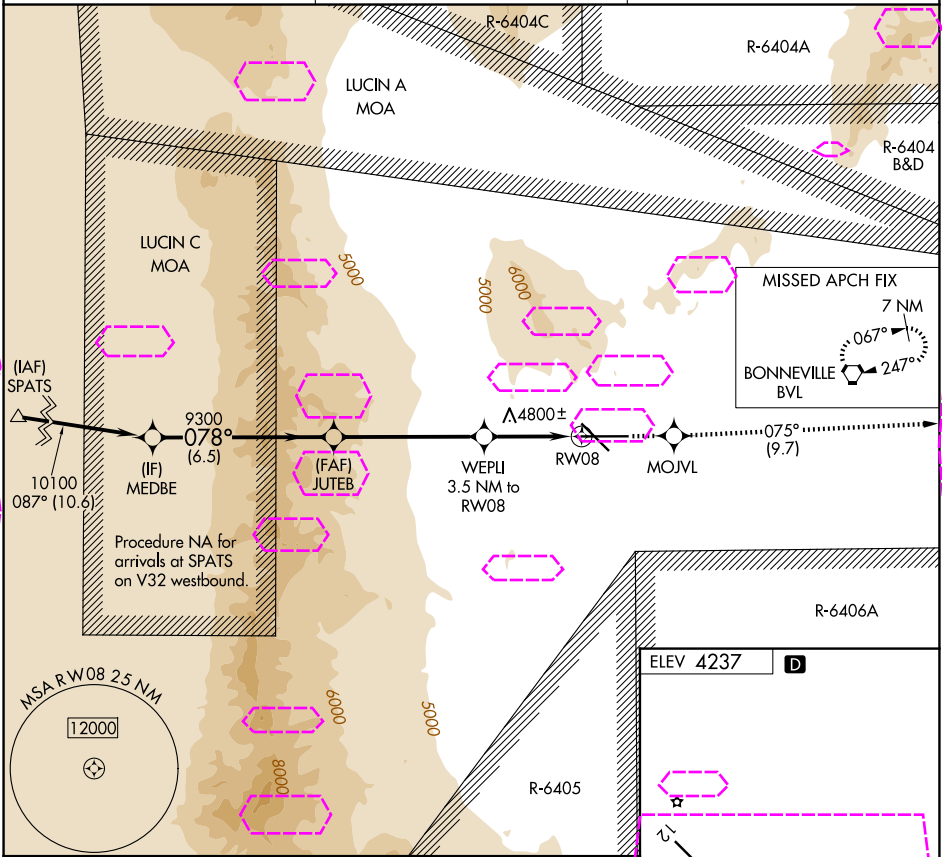 R-6404C
R-6404A
LUCIN A
MOA
R-6404
B&D
LUCIN C
MOA
5000
5000
6000
MISSED APCH FIX
7 NM
067°
247°
BONNEVILLE
BVL
(IAF)
SPATS
9300
078°
(6.5)
4800±
075°
(9.7)
10100
087° (10.6)
(IF)
MEDBE
(FAF)
JUTEB
WEPLI
3.5 NM to
RW08
RW08
MOJVL
Procedure NA for
arrivals at SPATS
on V32 westbound.
R-6406A
ELEV 4237
D
MSA RW08 25 NM
12000
6000
5000
8000
R-6405
12